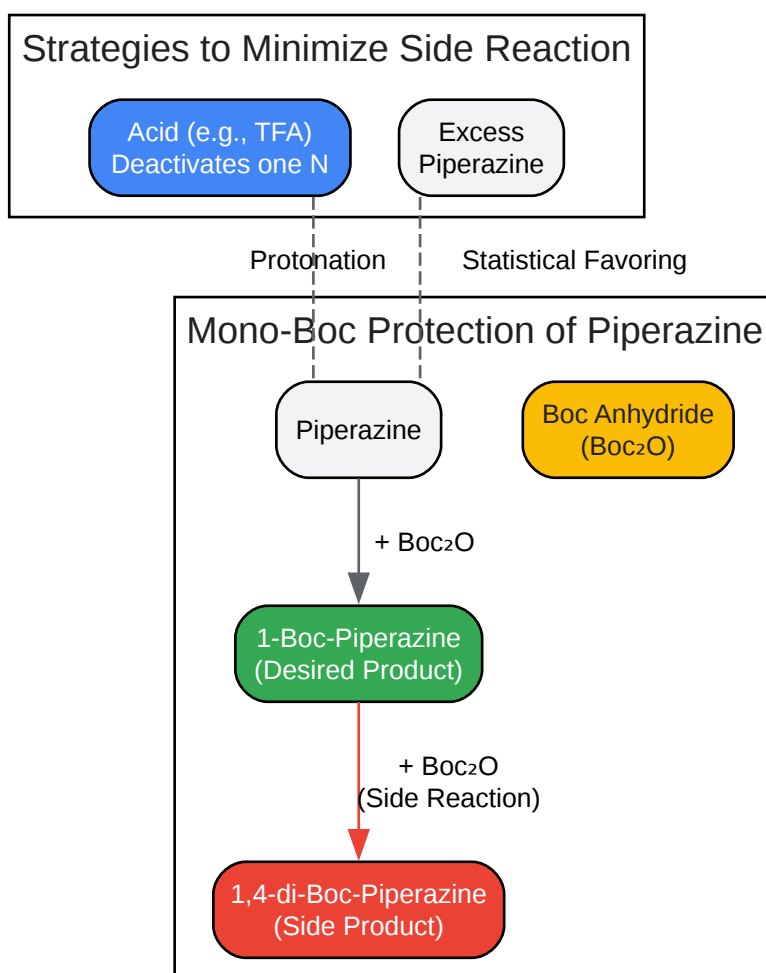 Strategies to Minimize Side Reaction
Acid (e.g., TFA)
Deactivates one N
Excess
Piperazine
Protonation
Statistical Favoring
Mono-Boc Protection of Piperazine
Piperazine
Boc Anhydride
(Boc₂O)
+ Boc₂O
1-Boc-Piperazine
(Desired Product)
+ Boc₂O
(Side Reaction)
1,4-di-Boc-Piperazine
(Side Product)